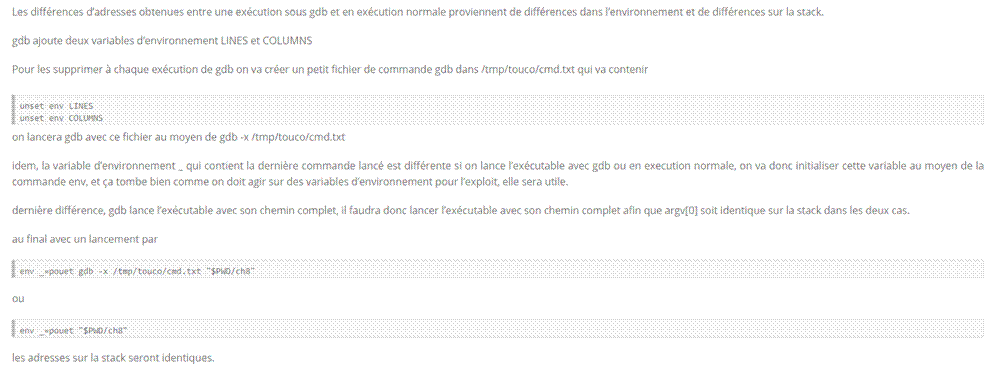 Les différences d'adresses obtenues entre une exécution sous gdb et en exécution normale proviennent de différences dans l'environnement et de différences sur la stack.
gdb ajoute deux variables d'environnement LINES et COLUMNS
Pour les supprimer à chaque exécution de gdb on va créer un petit fichier de commande gdb dans /tmp/touco/cmd.txt qui va contenir
unset env LINES
unset env COLUMNS
on lancera gdb avec ce fichier au moyen de gdb -x /tmp/touco/cmd.txt
idem, la variable d'environnement _ qui contient la dernière commande lancé est différente si on lance l'exécutable avec gdb ou en execution normale, on va donc initialiser cette variable au moyen de la
commande env, et ça tombe bien comme on doit agir sur des variables d'environnement pour l'exploit, elle sera utile.
dernière différence, gdb lance l'exécutable avec son chemin complet, il faudra donc lancer l'exécutable avec son chemin complet afin que argv[0] soit identique sur la stack dans les deux cas.
au final avec un lancement par
env _=pouet gdb -x /tmp/touco/cmd.txt "$PWD/ch8"
ou
env _=pouet "$PWD/ch8"
les adresses sur la stack seront identiques.